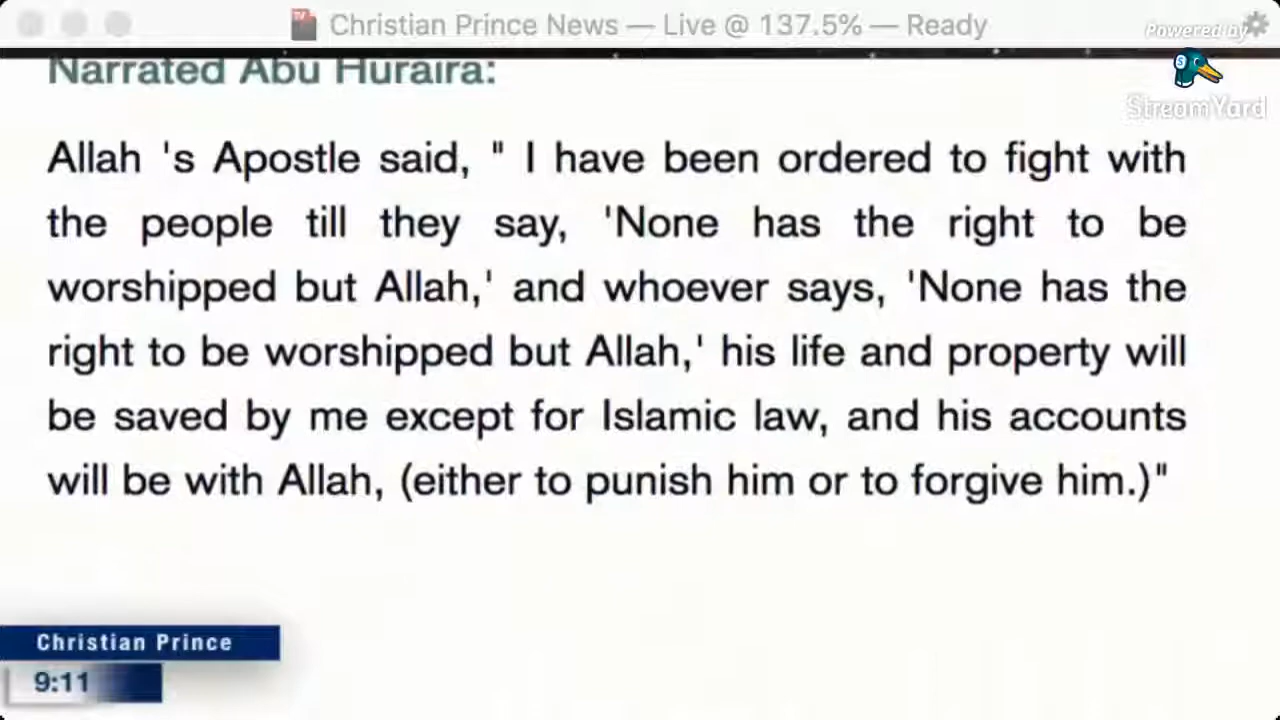 Christian Prince News — Live @ 137.5% — Ready
Powered by
StreamYard
Narrated Abu Huraira:
Allah 's Apostle said, " I have been ordered to fight with
the people till they say, 'None has the right to be
worshipped but Allah,' and whoever says, 'None has the
right to be worshipped but Allah,' his life and property will
be saved by me except for Islamic law, and his accounts
will be with Allah, (either to punish him or to forgive him.)"
Christian Prince
9:11